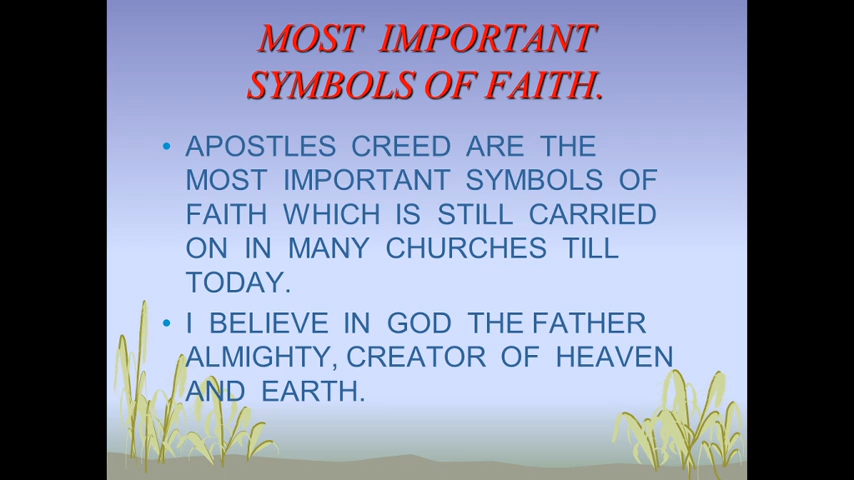 MOST IMPORTANT
SYMBOLS OF FAITH.
• APOSTLES CREED ARE THE
MOST IMPORTANT SYMBOLS OF
FAITH WHICH IS STILL CARRIED
ON IN MANY CHURCHES TILL
TODAY.
• I BELIEVE IN GOD THE FATHER
ALMIGHTY, CREATOR OF HEAVEN
AND EARTH.